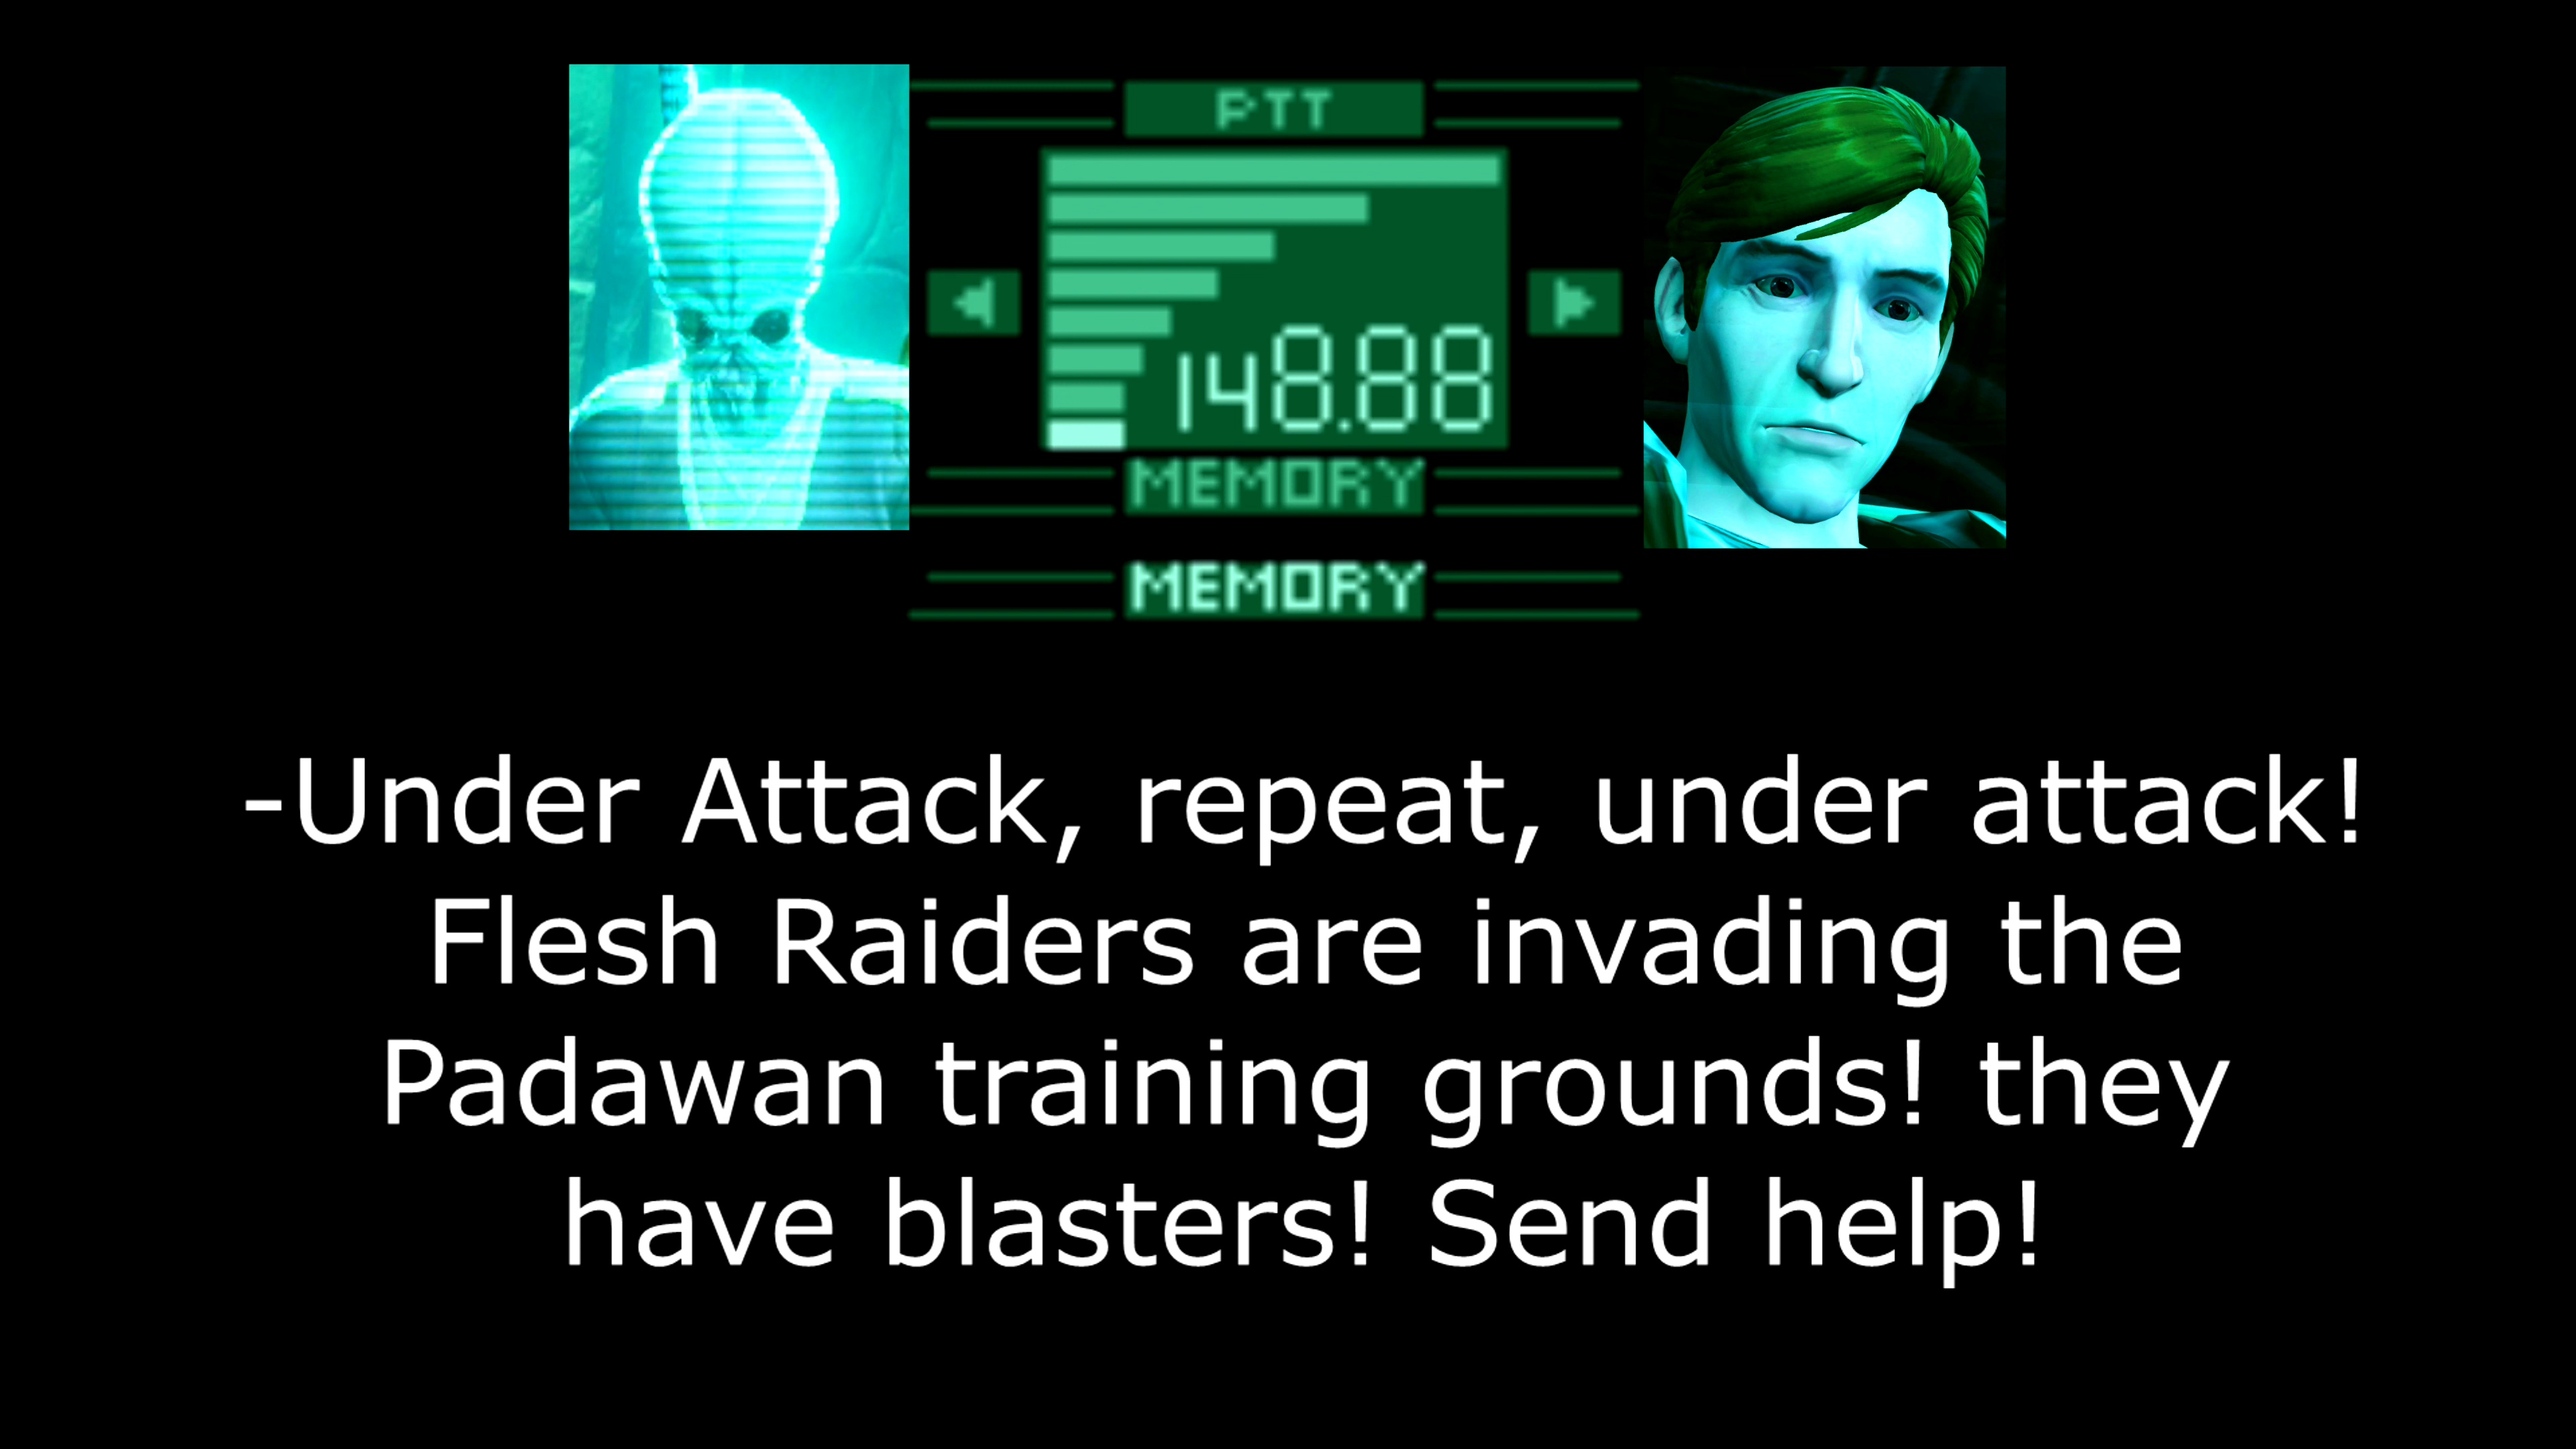 PTT
148.88
MEMORY
MEMORY
-Under Attack, repeat, under attack!
Flesh Raiders are invading the
Padawan training grounds! they
have blasters! Send help!